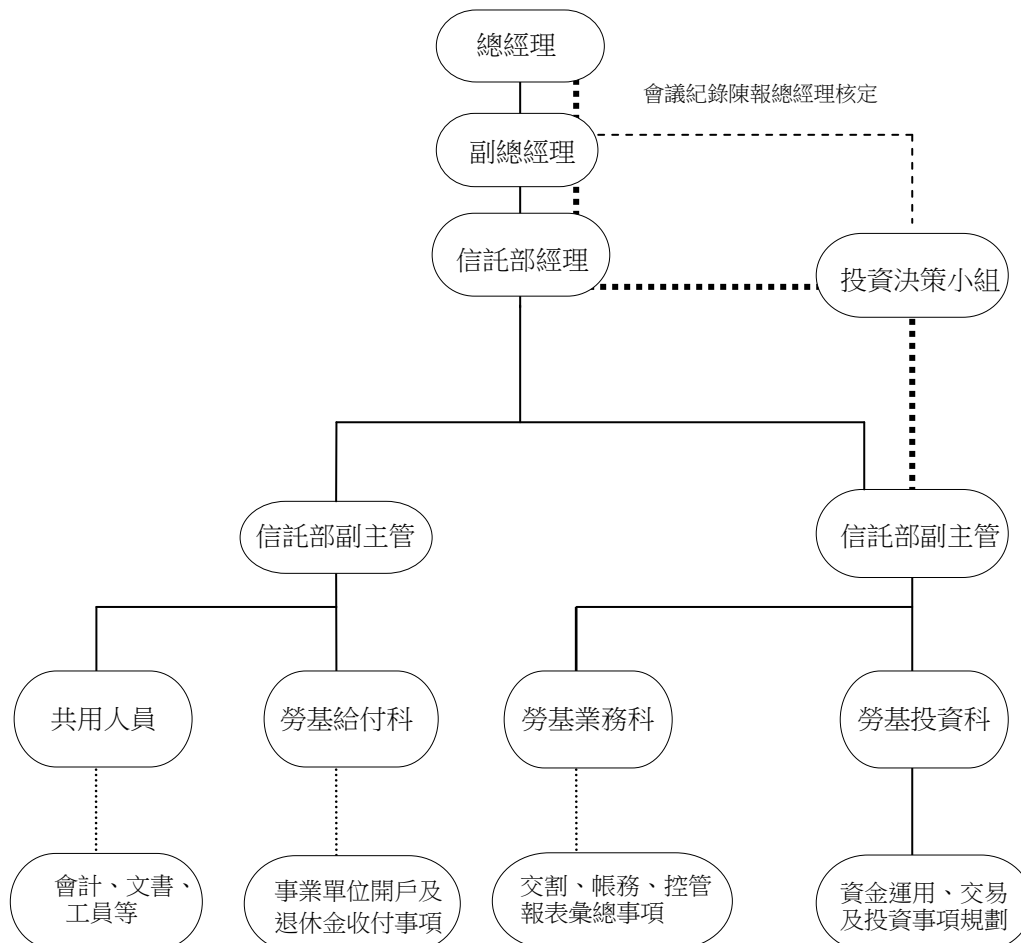 總經理
會議紀錄陳報總經理核定
副總經理
信託部經理
投資決策小組
信託部副主管
信託部副主管
共用人員
勞基給付科
勞基業務科
勞基投資科
會計、文書、
工員等
事業單位開戶及
退休金收付事項
交割、帳務、控管
報表彙總事項
資金運用、交易
及投資事項規劃